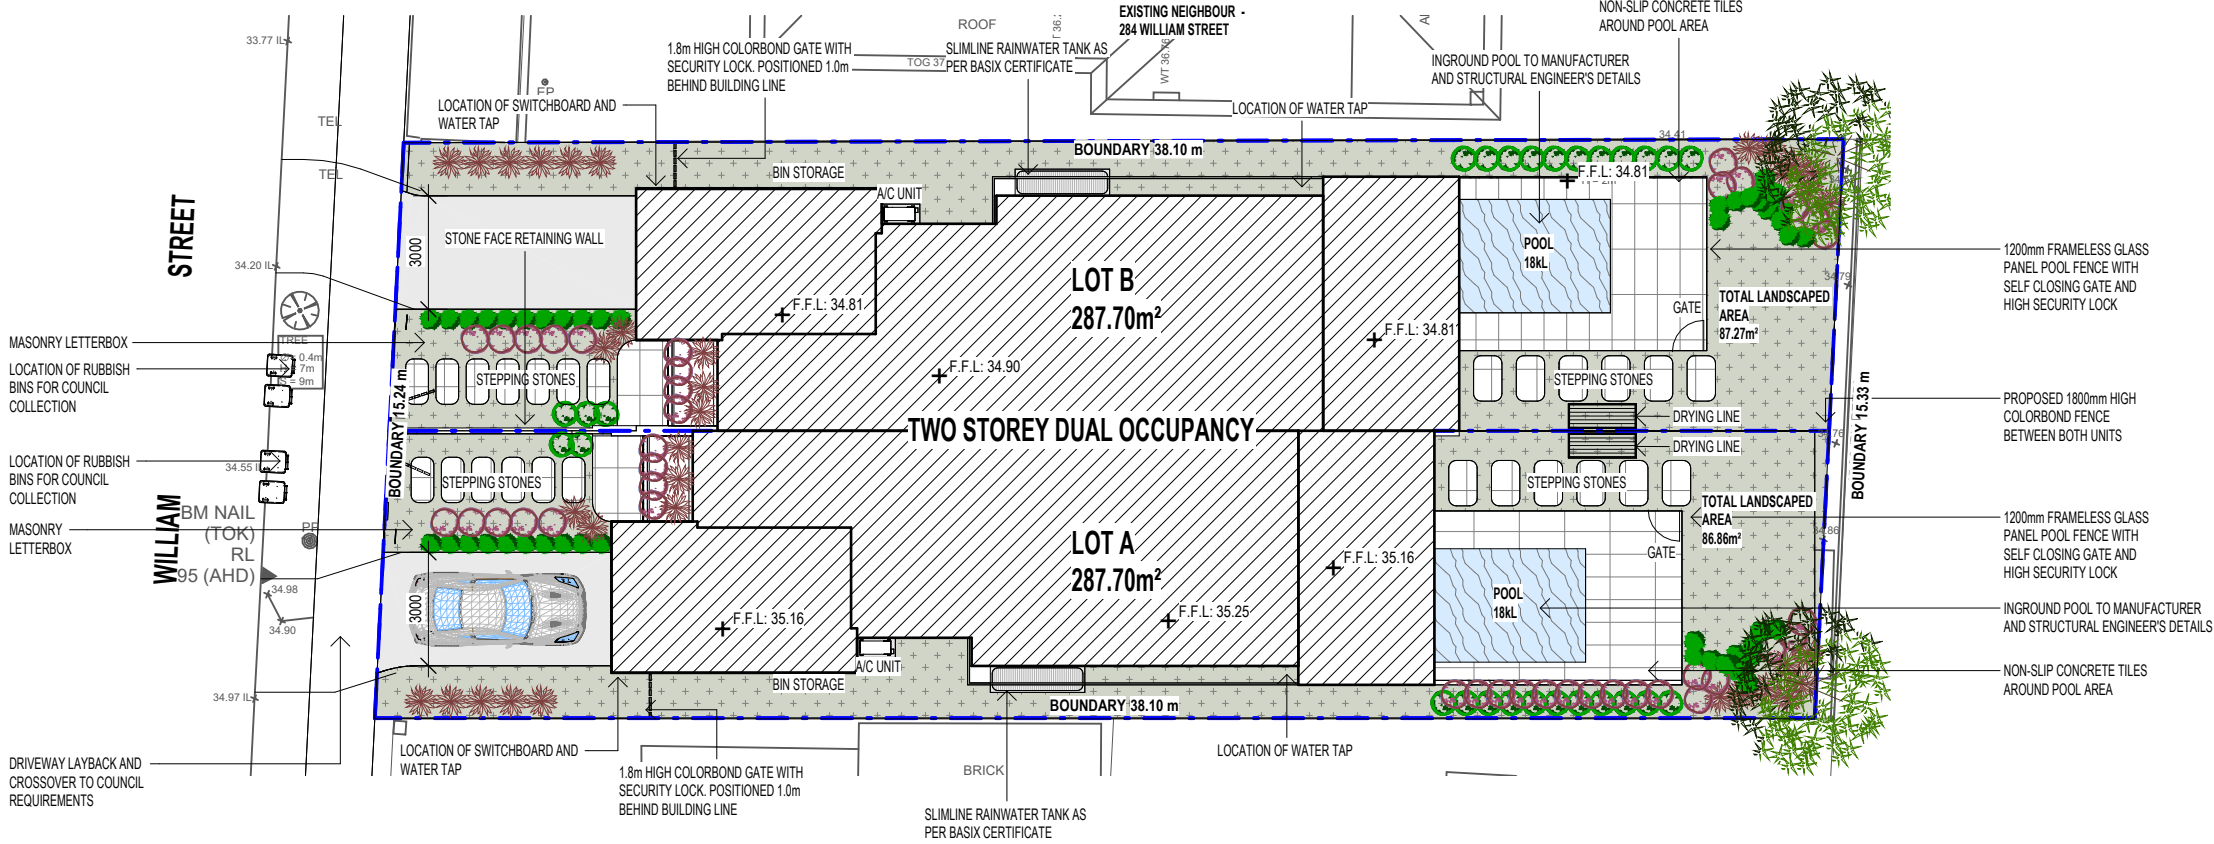 NON-SLIP CONCRETE TILES
AROUND POOL AREA
EXISTING NEIGHBOUR -
284 WILLIAM STREET
ROOF
33.77 IL
1.8m HIGH COLORBOND GATE WITH
SECURITY LOCK. POSITIONED 1.0m
BEHIND BUILDING LINE
SLIMLINE RAINWATER TANK AS
PER BASIX CERTIFICATE
TOG 37
INGROUND POOL TO MANUFACTURER
AND STRUCTURAL ENGINEER'S DETAILS
LOCATION OF SWITCHBOARD AND
WATER TAP
LOCATION OF WATER TAP
TEL
34.41
BOUNDARY 38.10 m
TEL
BIN STORAGE
F.F.L: 34.81
A/C UNIT
STREET
3000
STONE FACE RETAINING WALL
POOL
18kL
1200mm FRAMELESS GLASS
PANEL POOL FENCE WITH
SELF CLOSING GATE AND
HIGH SECURITY LOCK
34.20 IL
34.79
LOT B
287.70m²
TOTAL LANDSCAPED
AREA
87.27m²
GATE
F.F.L: 34.81
F.F.L: 34.81
MASONRY LETTERBOX
TREE
0.4m
7m
S = 9m
LOCATION OF RUBBISH
BINS FOR COUNCIL
COLLECTION
F.F.L: 34.90
STEPPING STONES
STEPPING STONES
BOUNDARY 15.24 m
BOUNDARY 15.33 m
PROPOSED 1800mm HIGH
COLORBOND FENCE
BETWEEN BOTH UNITS
DRYING LINE
TWO STOREY DUAL OCCUPANCY
DRYING LINE
LOCATION OF RUBBISH
BINS FOR COUNCIL
COLLECTION
34.55
STEPPING STONES
STEPPING STONES
WILLIAM
BM NAIL
(TOK)
RL
95 (AHD)
PP
TOTAL LANDSCAPED
AREA
86.86m²
MASONRY
LETTERBOX
1200mm FRAMELESS GLASS
PANEL POOL FENCE WITH
SELF CLOSING GATE AND
HIGH SECURITY LOCK
34.86
GATE
LOT A
287.70m²
F.F.L: 35.16
34.98
3000
POOL
18kL
F.F.L: 35.16
F.F.L: 35.25
34.90
INGROUND POOL TO MANUFACTURER
AND STRUCTURAL ENGINEER'S DETAILS
A/C UNIT
BIN STORAGE
NON-SLIP CONCRETE TILES
AROUND POOL AREA
34.97 IL
BOUNDARY 38.10 m
LOCATION OF SWITCHBOARD AND
WATER TAP
LOCATION OF WATER TAP
DRIVEWAY LAYBACK AND
CROSSOVER TO COUNCIL
REQUIREMENTS
1.8m HIGH COLORBOND GATE WITH
SECURITY LOCK. POSITIONED 1.0m
BEHIND BUILDING LINE
BRICK
SLIMLINE RAINWATER TANK AS
PER BASIX CERTIFICATE